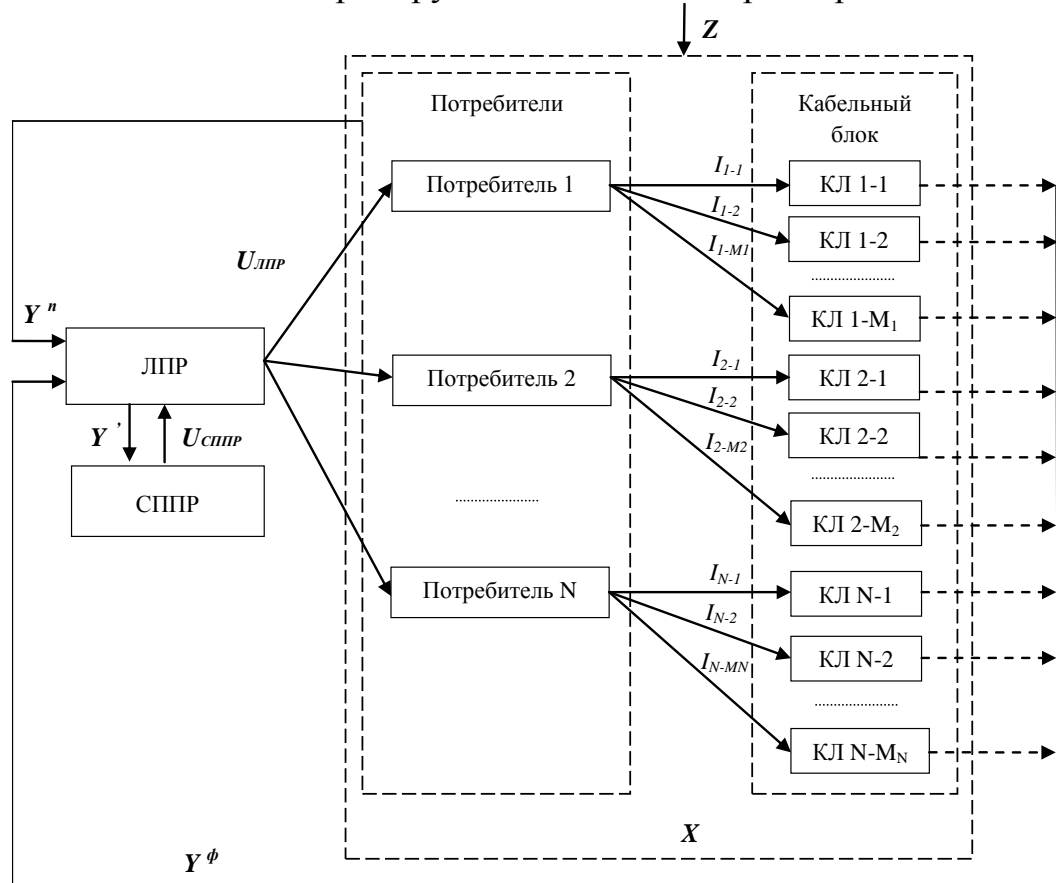 Z
Потребители
Кабельный
блок
Потребитель 1
I1-1
КЛ 1-1
I1-2
КЛ 1-2
........................
I1-M1
КЛ 1-M1
UЛПР
Y п
ЛПР
Потребитель 2
I2-1
КЛ 2-1
I2-2
КЛ 2-2
I2-M2
........................
КЛ 2-M2
Y ’
UСППР
СППР
.......................
Потребитель N
IN-1
КЛ N-1
IN-2
КЛ N-2
IN-MN
........................
КЛ N-MN
X
Y ф